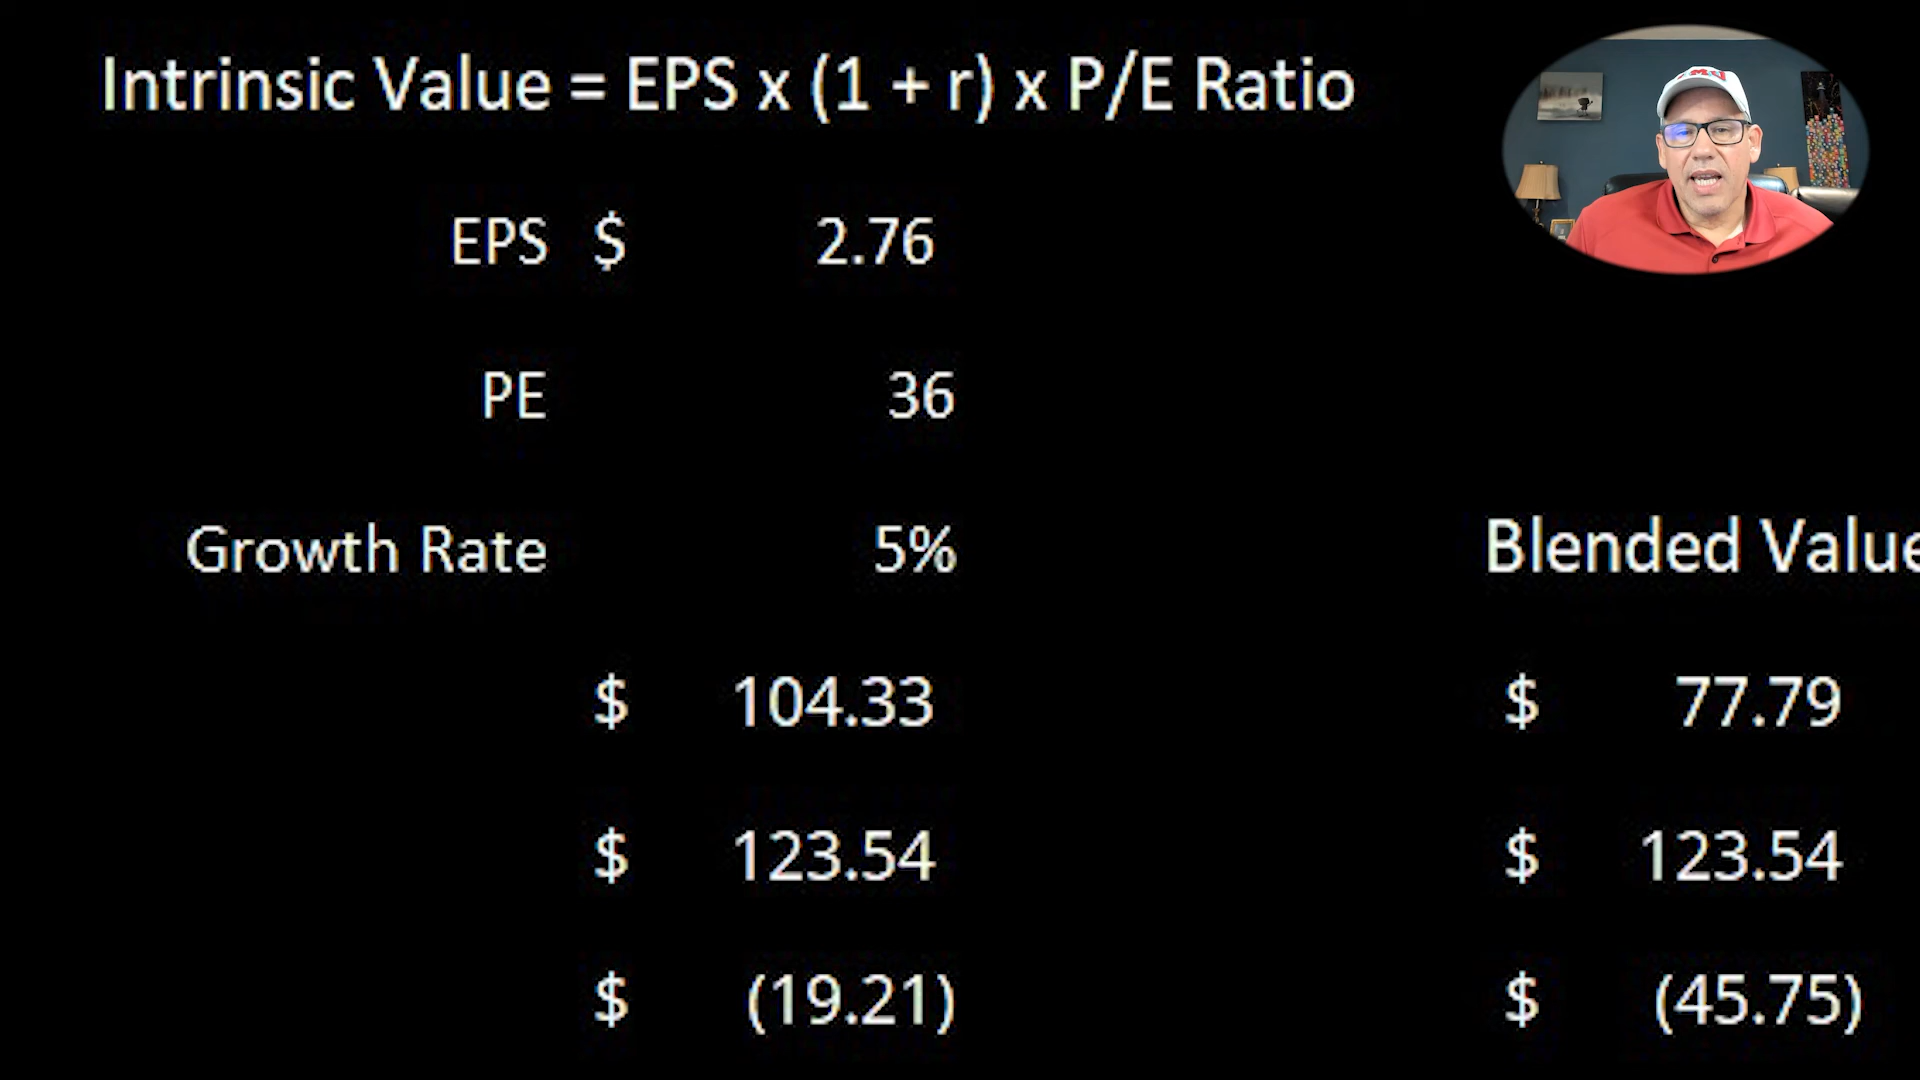 Intrinsic Value = EPS x (1 + r) x P/E Ratio
EPS $ 2.76
PE 36
Growth Rate 5%
Blended Value
$ 104.33 $ 77.79
$ 123.54 $ 123.54
$ (19.21) $ (45.75)